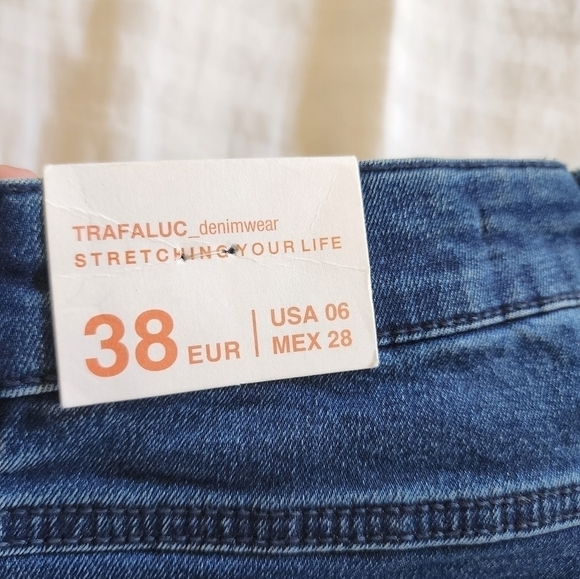 TRAFALUC_denimwear
STRETCHING YOUR LIFE
38 EUR | USA 06
MEX 28